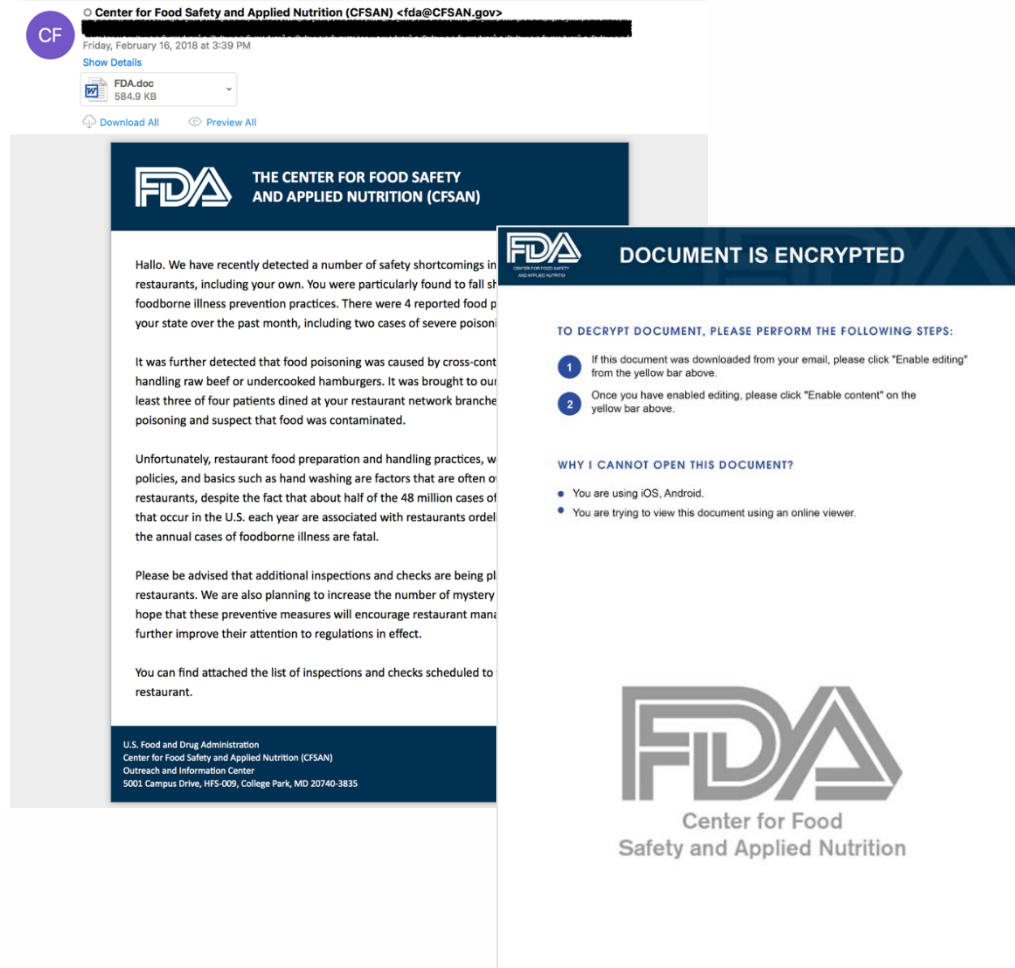 CF
Center for Food Safety and Applied Nutrition (CFSAN) <fda@CFSAN.gov>
Friday, February 16, 2018 at 3:39 PM
Show Details
FDA.doc
584.9 KB
Download All
Preview All
FDA
THE CENTER FOR FOOD SAFETY
AND APPLIED NUTRITION (CFSAN)
Hallo. We have recently detected a number of safety shortcomings in
restaurants, including your own. You were particularly found to fall
foodborne illness prevention practices. There were 4 reported food
your state over the past month, including two cases of severe
It was further detected that food poisoning was caused by
handling raw beef or undercooked hamburgers. It was brought to
least three of four patients dined at your restaurant network
poisoning and suspect that food was contaminated.
Unfortunately, restaurant food preparation and handling practices,
policies, and basics such as hand washing are factors that are often
restaurants, despite the fact that about half of the 48 million cases of
that occur in the U.S. each year are associated with restaurants
the annual cases of foodborne illness are fatal.
Please be advised that additional inspections and checks are being
restaurants. We are also planning to increase the number of mystery
hope that these preventive measures will encourage restaurant
further improve their attention to regulations in effect.
You can find attached the list of inspections and checks scheduled to
restaurant.
U.S. Food and Drug Administration
Center for Food Safety and Applied Nutrition (CFSAN)
Outreach and Information Center
5001 Campus Drive, HFS-009, College Park, MD 20740-3835
FDA
CENTER FOR FOOD SAFETY
AND APPLIED NUTRITIO
DOCUMENT IS ENCRYPTED
TO DECRYPT DOCUMENT, PLEASE PERFORM THE FOLLOWING STEPS:
1 If this document was downloaded from your email, please click "Enable editing"
from the yellow bar above.
2 Once you have enabled editing, please click "Enable content" on the
yellow bar above.
WHY I CANNOT OPEN THIS DOCUMENT?
You are using iOS, Android.
You are trying to view this document using an online viewer.
FDA
Center for Food
Safety and Applied Nutrition